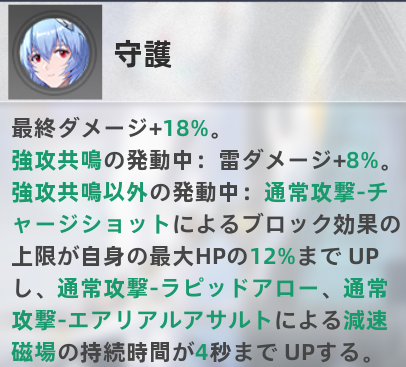 守護
最終ダメージ+18%。
強攻共鳴の発動中：雷ダメージ+8%。
強攻共鳴以外の発動中：通常攻撃-チ
ャージショットによるブロック効果の
上限が自身の最大HPの12%まで UP
し、通常攻撃-ラピッドアロー、通常
攻撃-エアリアルアサルトによる減速
磁場の持続時間が4秒まで UPする。